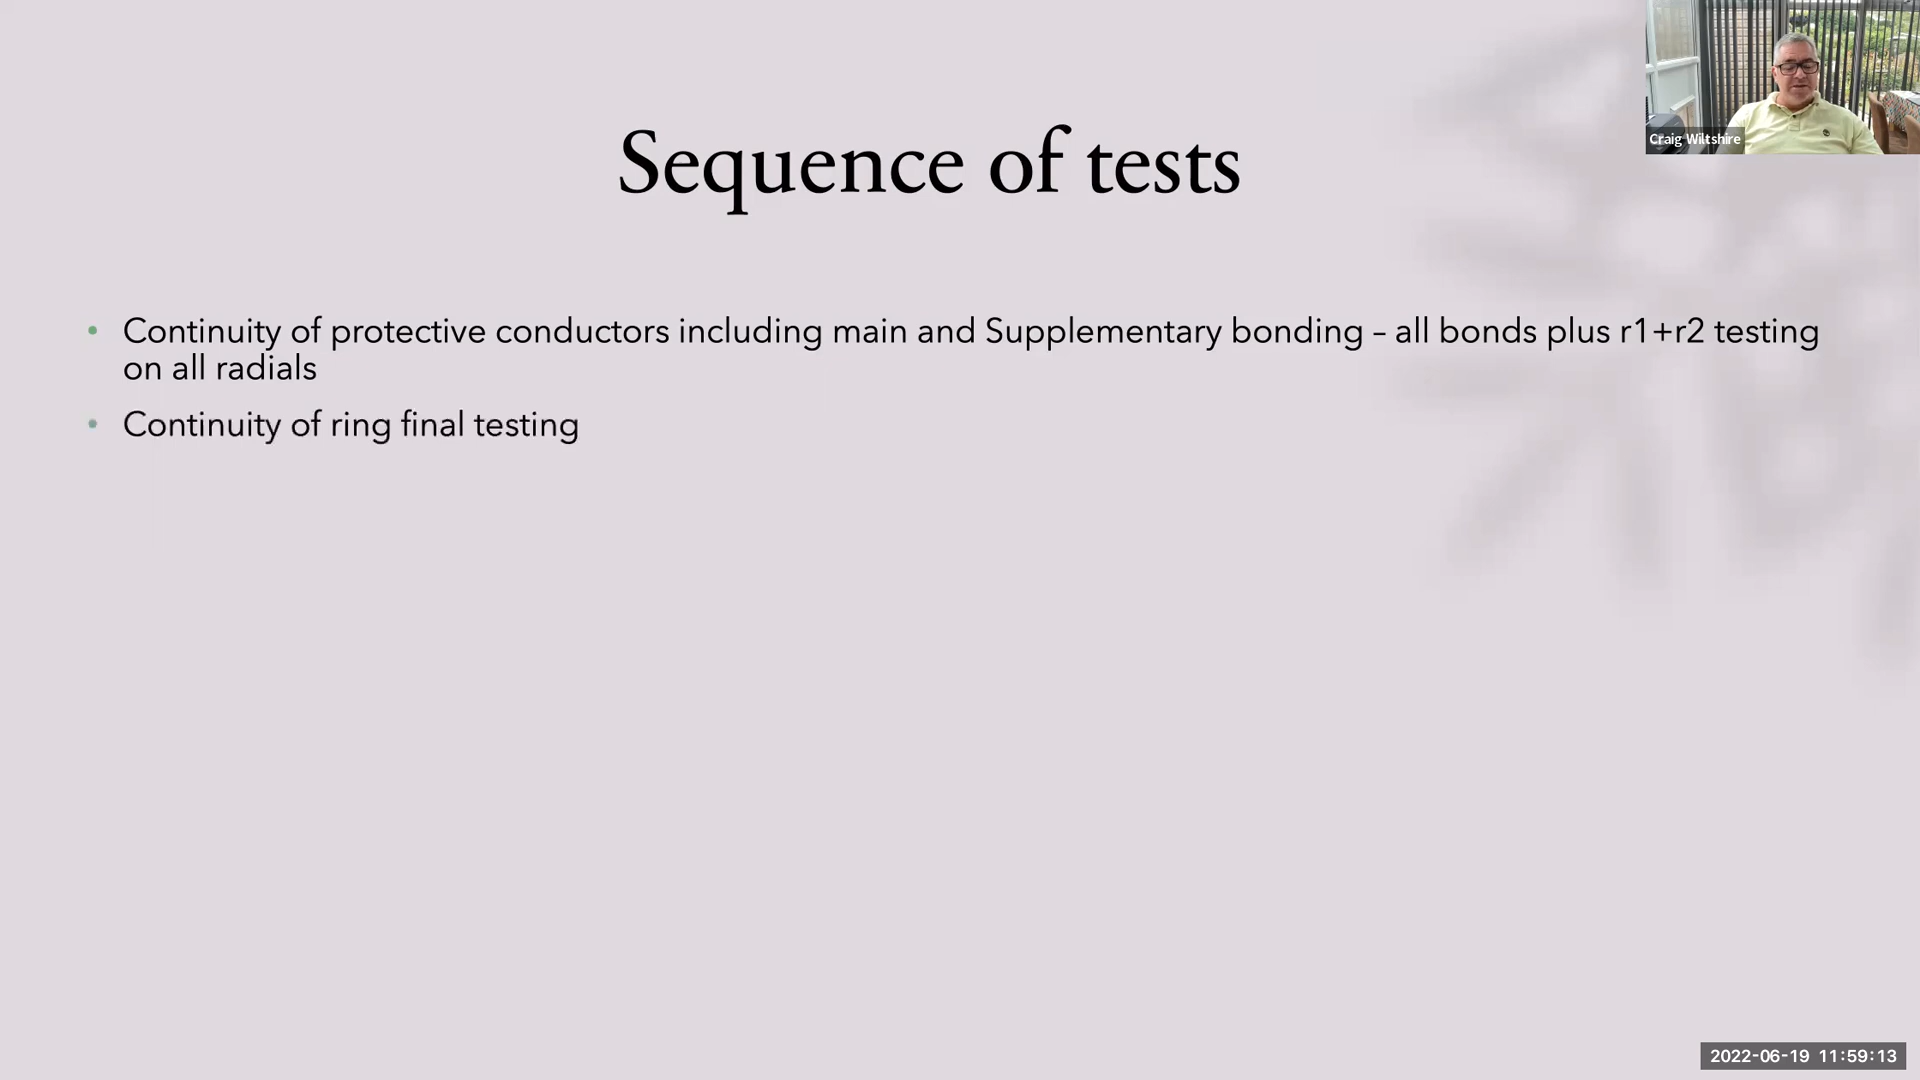 Craig Wiltshire
Sequence of tests
• Continuity of protective conductors including main and Supplementary bonding – all bonds plus r1+r2 testing
on all radials
• Continuity of ring final testing
2022-06-19 11:59:13